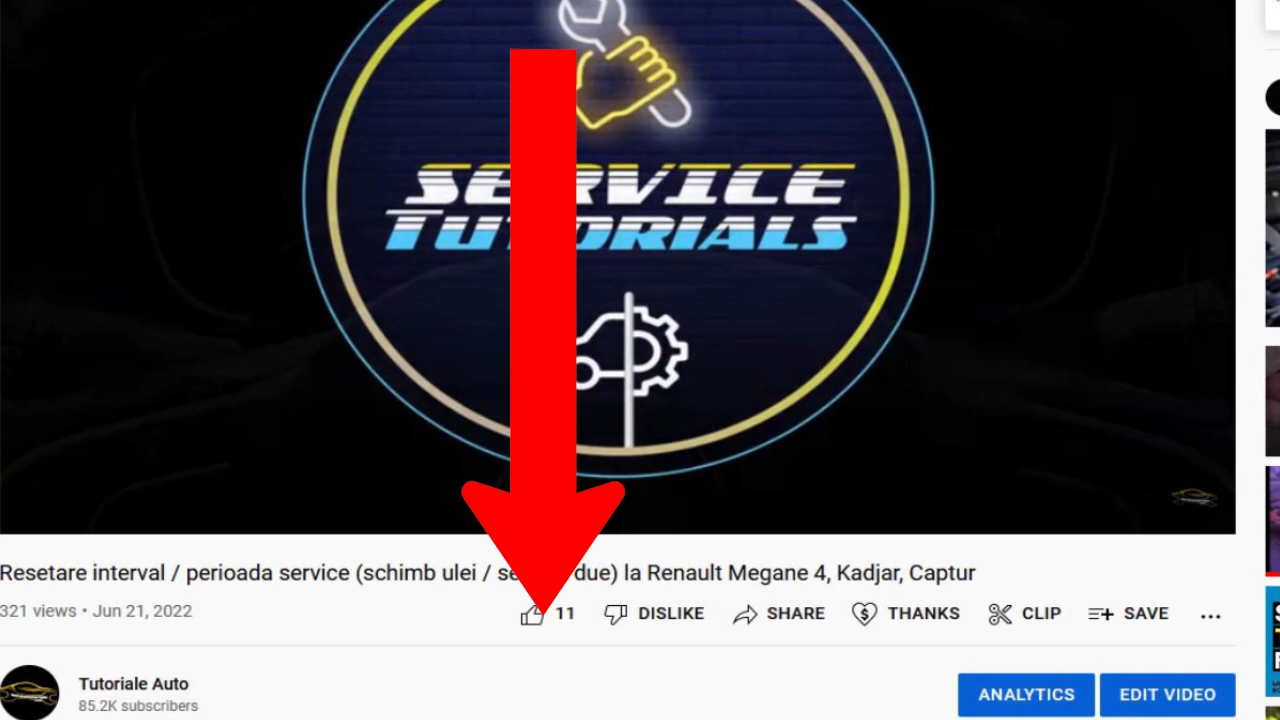 SERVICE
TUTORIALS
Resetare interval / perioada service (schimb ulei / se due) la Renault Megane 4, Kadjar, Captur
321 views • Jun 21, 2022
11 DISLIKE SHARE THANKS CLIP SAVE ...
Tutoriale Auto
85.2K subscribers
ANALYTICS EDIT VIDEO